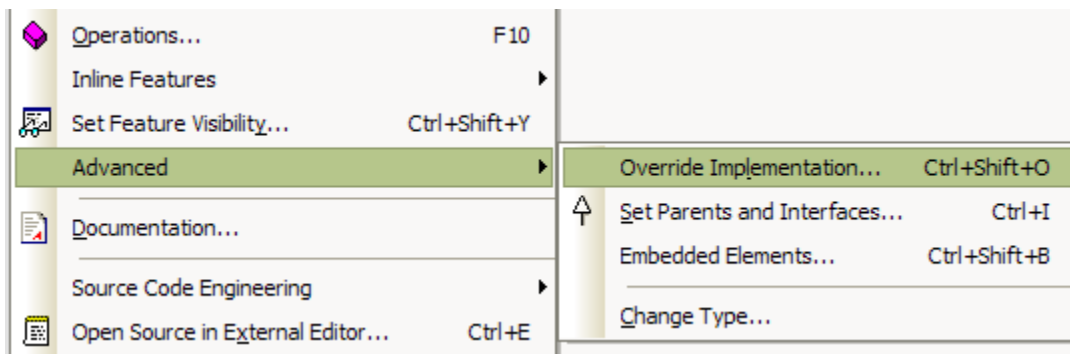 Operations... F10
Inline Features
Set Feature Visibility... Ctrl+Shift+Y
Advanced
Documentation...
Source Code Engineering
Open Source in External Editor... Ctrl+E
Override Implementation... Ctrl+Shift+O
Set Parents and Interfaces... Ctrl+I
Embedded Elements... Ctrl+Shift+B
Change Type...